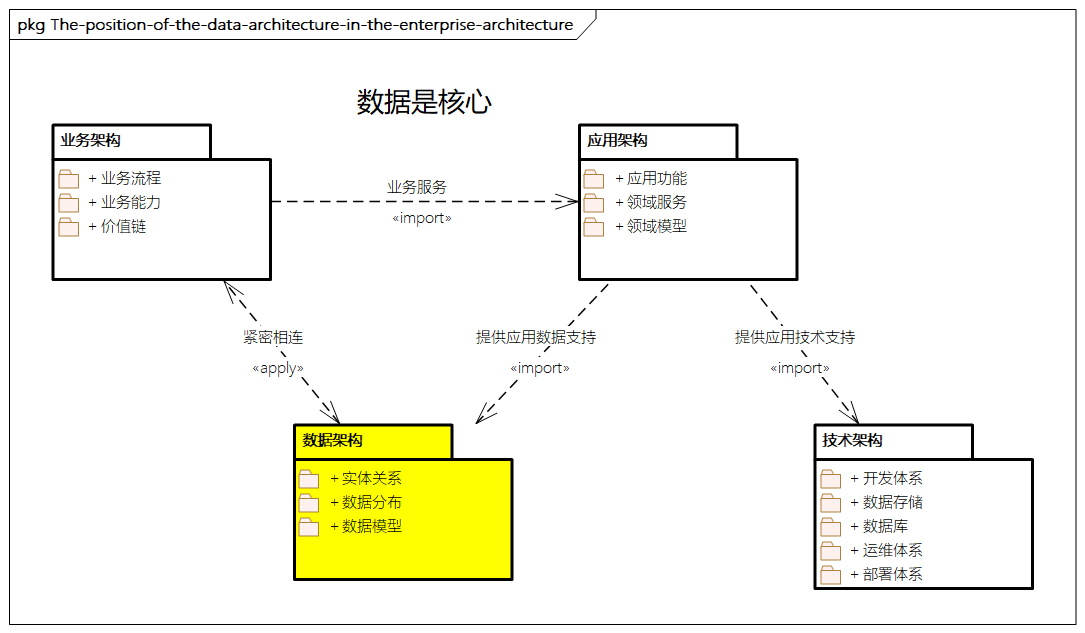 pkg The-position-of-the-data-architecture-in-the-enterprise-architecture
数据是核心
业务架构
+ 业务流程
+ 业务能力
+ 价值链
业务服务
«import»
应用架构
+ 应用功能
+ 领域服务
+ 领域模型
紧密相连
«apply»
提供应用数据支持
«import»
提供应用技术支持
«import»
数据架构
+ 实体关系
+ 数据分布
+ 数据模型
技术架构
+ 开发体系
+ 数据存储
+ 数据库
+ 运维体系
+ 部署体系